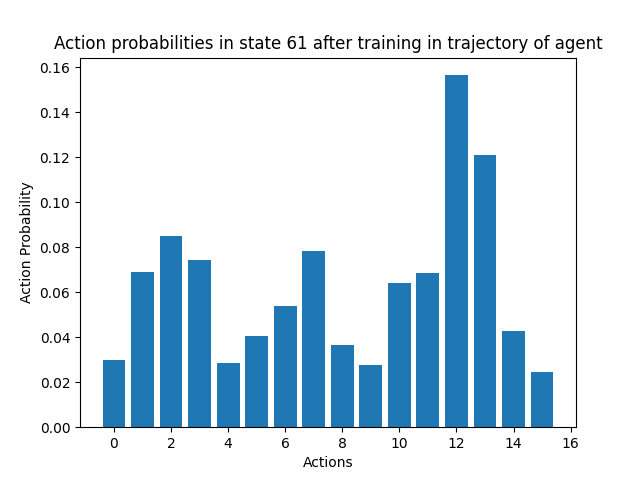 Action probabilities in state 61 after training in trajectory of agent
0.16
0.14
0.12
0.10
0.08
0.06
0.04
0.02
0.00
Action Probability
0 2 4 6 8 10 12 14 16
Actions